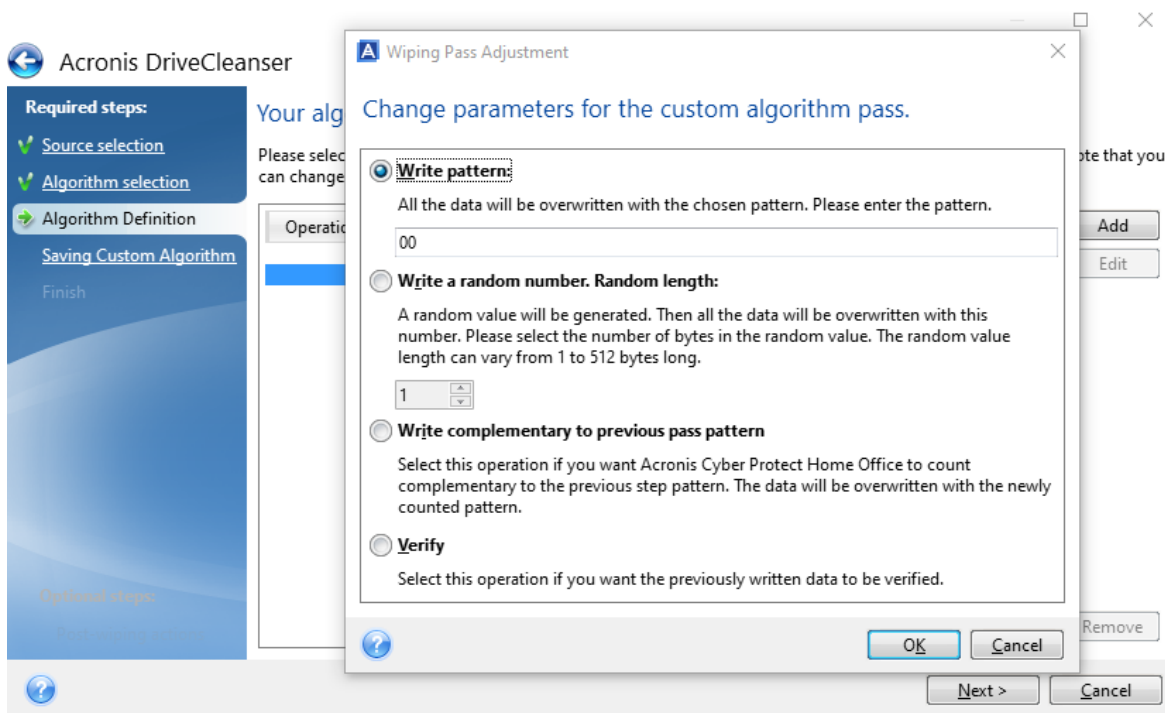 Acronis DriveCleanser
Required steps:
Source selection
Algorithm selection
Algorithm Definition
Saving Custom Algorithm
Finish
Optional steps:
Your alg
Please selec
ote that you
can change
Operatio
Add
Edit
Remove
A Wiping Pass Adjustment
Change parameters for the custom algorithm pass.
Write pattern:
All the data will be overwritten with the chosen pattern. Please enter the pattern.
00
Write a random number. Random length:
A random value will be generated. Then all the data will be overwritten with this
number. Please select the number of bytes in the random value. The random value
length can vary from 1 to 512 bytes long.
1
Write complementary to previous pass pattern
Select this operation if you want Acronis Cyber Protect Home Office to count
complementary to the previous step pattern. The data will be overwritten with the newly
counted pattern.
Verify
Select this operation if you want the previously written data to be verified.
? OK Cancel
? Next > Cancel